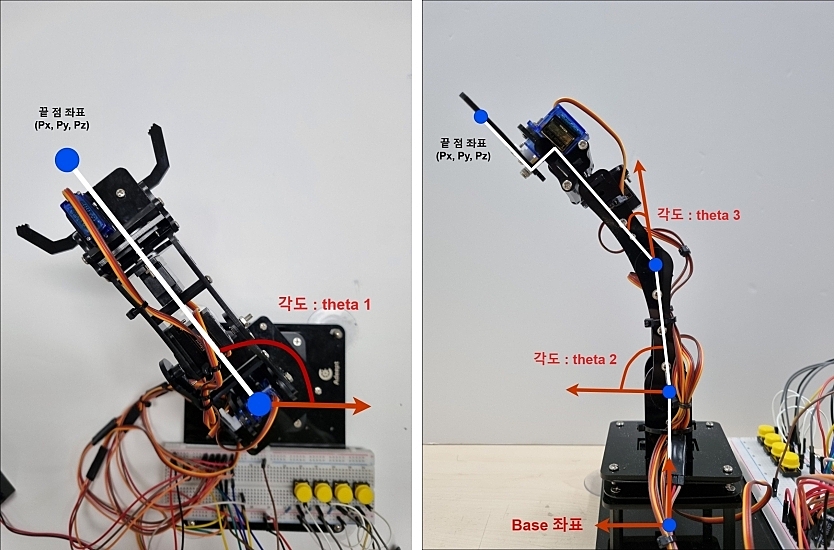 끝 점 좌표
(Px, Py, Pz)
각도 : theta 1
Adeept
끝 점 좌표
(Px, Py, Pz)
각도 : theta 3
각도 : theta 2
Base 좌표